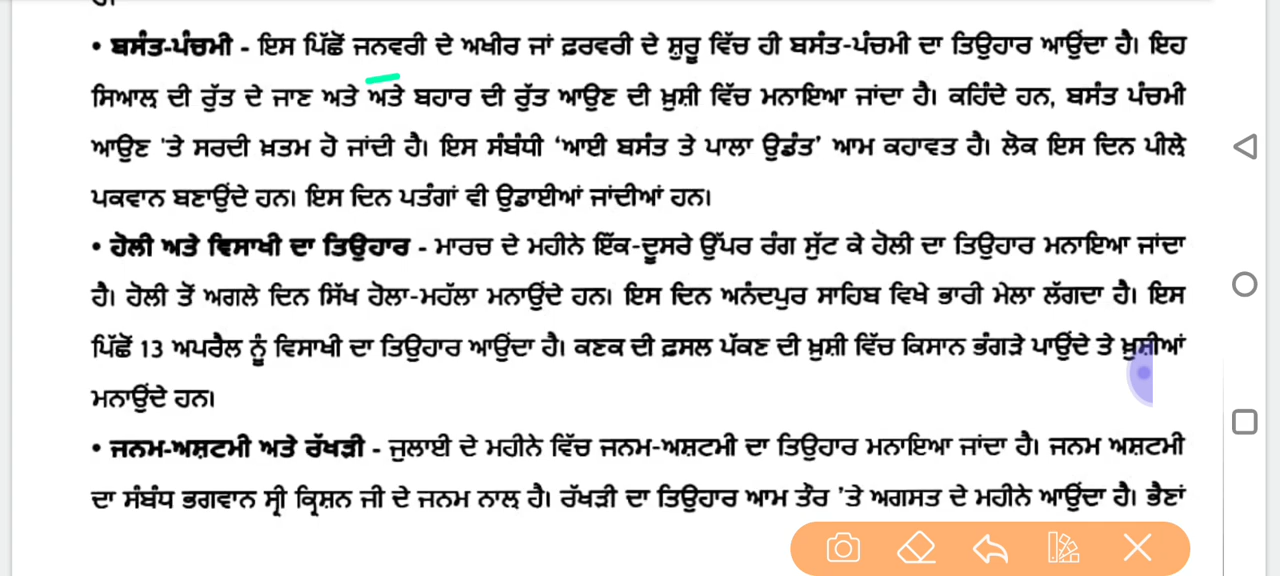 • ਬਸੰਤ-ਪੰਚਮੀ - ਇਸ ਪਿੱਛੋਂ ਜਨਵਰੀ ਦੇ ਅਖੀਰ ਜਾਂ ਫ਼ਰਵਰੀ ਦੇ ਸ਼ੁਰੂ ਵਿੱਚ ਹੀ ਬਸੰਤ-ਪੰਚਮੀ ਦਾ ਤਿਉਹਾਰ ਆਉਂਦਾ ਹੈ। ਇਹ
ਸਿਆਲ਼ ਦੀ ਰੁੱਤ ਦੇ ਜਾਣ ਅਤੇ ਅਤੇ ਬਹਾਰ ਦੀ ਰੁੱਤ ਆਉਣ ਦੀ ਖ਼ੁਸ਼ੀ ਵਿੱਚ ਮਨਾਇਆ ਜਾਂਦਾ ਹੈ। ਕਹਿੰਦੇ ਹਨ, ਬਸੰਤ ਪੰਚਮੀ
ਆਉਣ 'ਤੇ ਸਰਦੀ ਖ਼ਤਮ ਹੋ ਜਾਂਦੀ ਹੈ। ਇਸ ਸੰਬੰਧੀ ‘ਆਈ ਬਸੰਤ ਤੇ ਪਾਲਾ ਉਡੰਤ’ ਆਮ ਕਹਾਵਤ ਹੈ। ਲੋਕ ਇਸ ਦਿਨ ਪੀਲੇ
ਪਕਵਾਨ ਬਣਾਉਂਦੇ ਹਨ। ਇਸ ਦਿਨ ਪਤੰਗਾਂ ਵੀ ਉਡਾਈਆਂ ਜਾਂਦੀਆਂ ਹਨ।
• ਹੋਲੀ ਅਤੇ ਵਿਸਾਖੀ ਦਾ ਤਿਉਹਾਰ - ਮਾਰਚ ਦੇ ਮਹੀਨੇ ਇੱਕ-ਦੂਸਰੇ ਉੱਪਰ ਰੰਗ ਸੁੱਟ ਕੇ ਹੋਲੀ ਦਾ ਤਿਉਹਾਰ ਮਨਾਇਆ ਜਾਂਦਾ
ਹੈ। ਹੋਲੀ ਤੋਂ ਅਗਲੇ ਦਿਨ ਸਿੱਖ ਹੋਲਾ-ਮਹੱਲਾ ਮਨਾਉਂਦੇ ਹਨ। ਇਸ ਦਿਨ ਅਨੰਦਪੁਰ ਸਾਹਿਬ ਵਿਖੇ ਭਾਰੀ ਮੇਲਾ ਲੱਗਦਾ ਹੈ। ਇਸ
ਪਿੱਛੋਂ 13 ਅਪਰੈਲ ਨੂੰ ਵਿਸਾਖੀ ਦਾ ਤਿਉਹਾਰ ਆਉਂਦਾ ਹੈ। ਕਣਕ ਦੀ ਫ਼ਸਲ ਪੱਕਣ ਦੀ ਖ਼ੁਸ਼ੀ ਵਿੱਚ ਕਿਸਾਨ ਭੰਗੜੇ ਪਾਉਂਦੇ ਤੇ ਖ਼ੁਸ਼ੀਆਂ
ਮਨਾਉਂਦੇ ਹਨ।
• ਜਨਮ-ਅਸ਼ਟਮੀ ਅਤੇ ਰੱਖੜੀ - ਜੁਲਾਈ ਦੇ ਮਹੀਨੇ ਵਿੱਚ ਜਨਮ-ਅਸ਼ਟਮੀ ਦਾ ਤਿਉਹਾਰ ਮਨਾਇਆ ਜਾਂਦਾ ਹੈ। ਜਨਮ ਅਸ਼ਟਮੀ
ਦਾ ਸੰਬੰਧ ਭਗਵਾਨ ਸ੍ਰੀ ਕ੍ਰਿਸ਼ਨ ਜੀ ਦੇ ਜਨਮ ਨਾਲ਼ ਹੈ। ਰੱਖੜੀ ਦਾ ਤਿਉਹਾਰ ਆਮ ਤੌਰ 'ਤੇ ਅਗਸਤ ਦੇ ਮਹੀਨੇ ਆਉਂਦਾ ਹੈ। ਭੈਣਾਂ